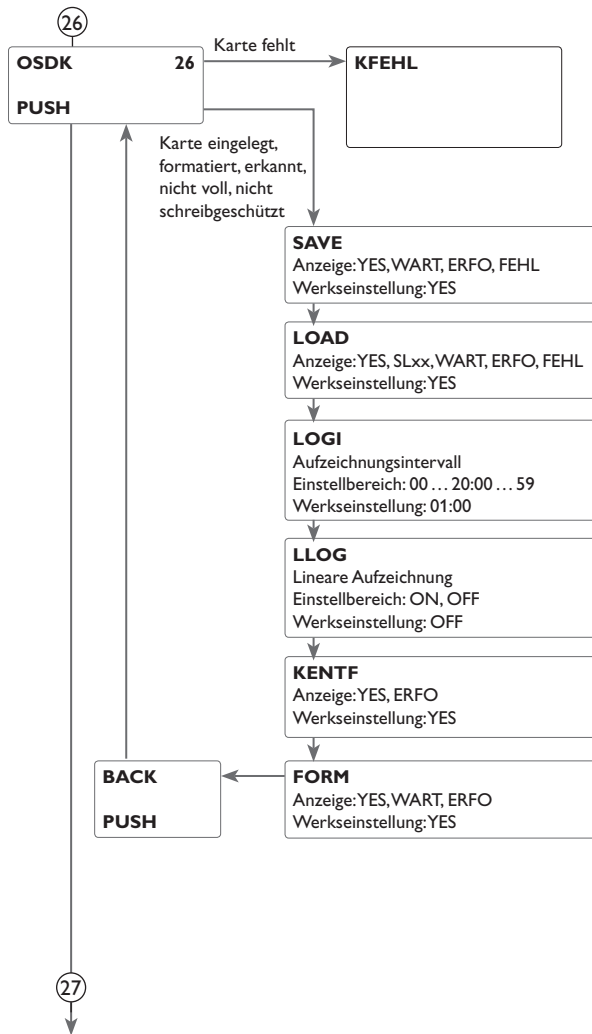 26
OSDK 26
PUSH
Karte fehlt
KFEHL
Karte eingelegt,
formatiert, erkannt,
nicht voll, nicht
schreibgeschützt
SAVE
Anzeige: YES, WART, ERFO, FEHL
Werkseinstellung: YES
LOAD
Anzeige: YES, SLxx, WART, ERFO, FEHL
Werkseinstellung: YES
LOGI
Aufzeichnungsintervall
Einstellbereich: 00 … 20:00 … 59
Werkseinstellung: 01:00
LLOG
Lineare Aufzeichnung
Einstellbereich: ON, OFF
Werkseinstellung: OFF
KENTF
Anzeige: YES, ERFO
Werkseinstellung: YES
FORM
Anzeige: YES, WART, ERFO
Werkseinstellung: YES
BACK
PUSH
27